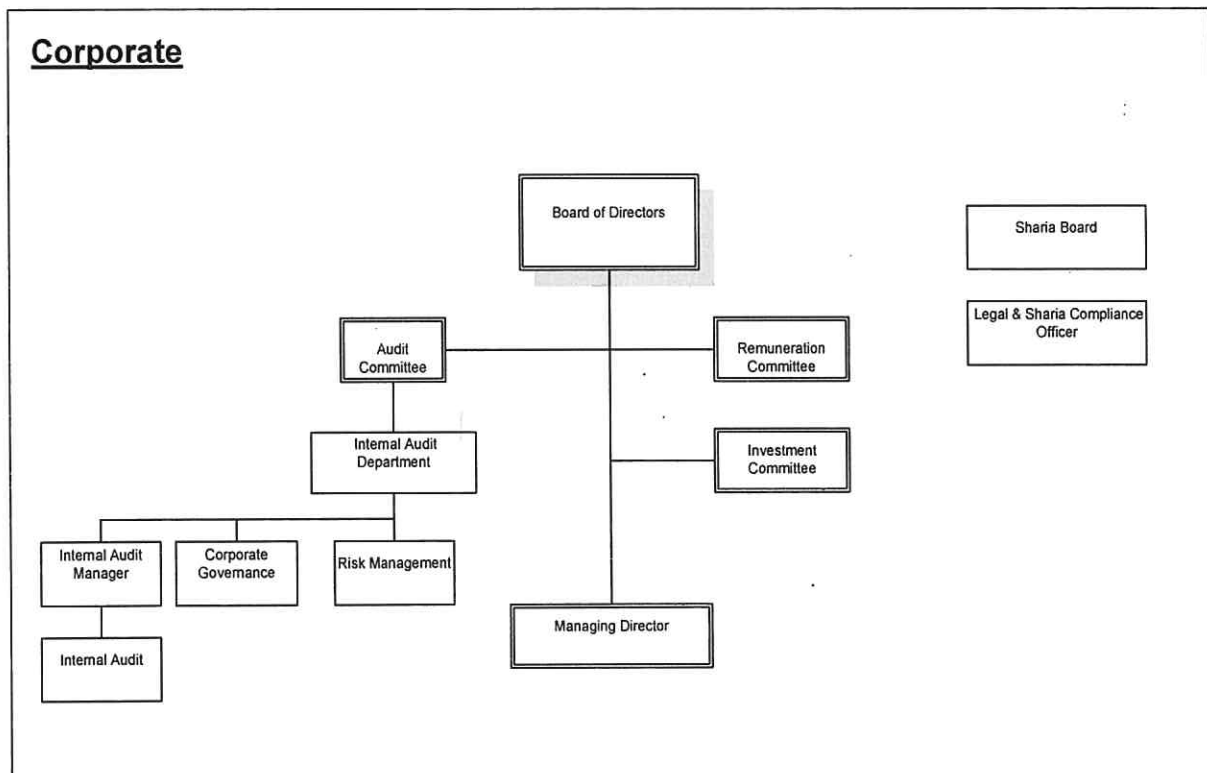 Corporate
Board of Directors
Sharia Board
Legal & Sharia Compliance
Officer
Audit
Committee
Remuneration
Committee
Internal Audit
Department
Investment
Committee
Internal Audit
Manager
Corporate
Governance
Risk Management
Managing Director
Internal Audit